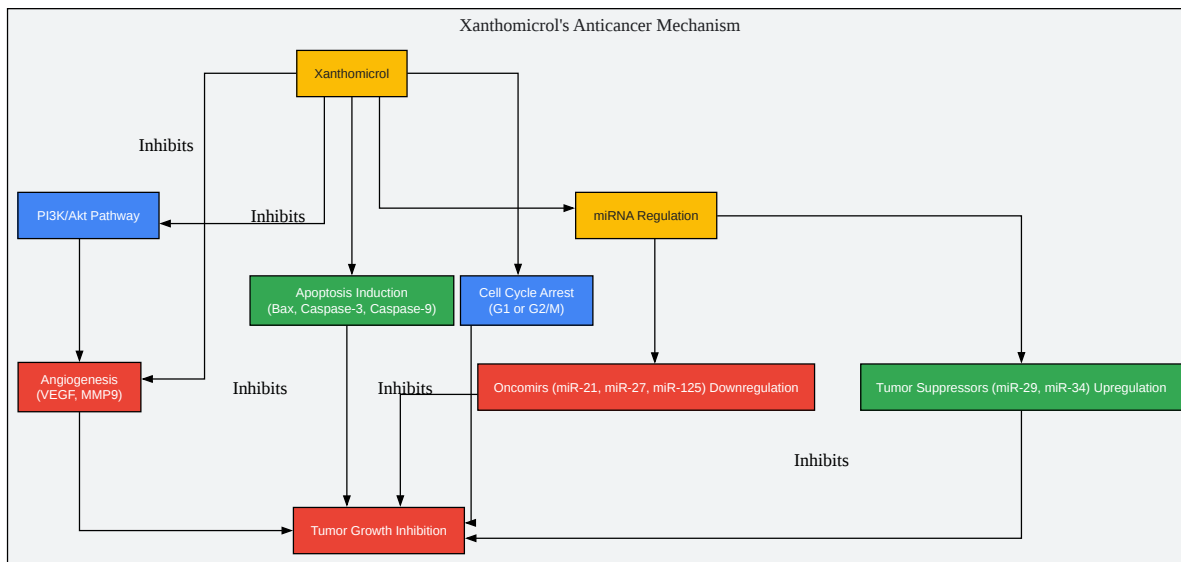 Xanthomicrol's Anticancer Mechanism
Xanthomicrol
Inhibits
PI3K/Akt Pathway
Inhibits
miRNA Regulation
Apoptosis Induction
(Bax, Caspase-3, Caspase-9)
Cell Cycle Arrest
(G1 or G2/M)
Angiogenesis
(VEGF, MMP9)
Inhibits
Inhibits
Oncomirs (miR-21, miR-27, miR-125) Downregulation
Tumor Suppressors (miR-29, miR-34) Upregulation
Inhibits
Tumor Growth Inhibition